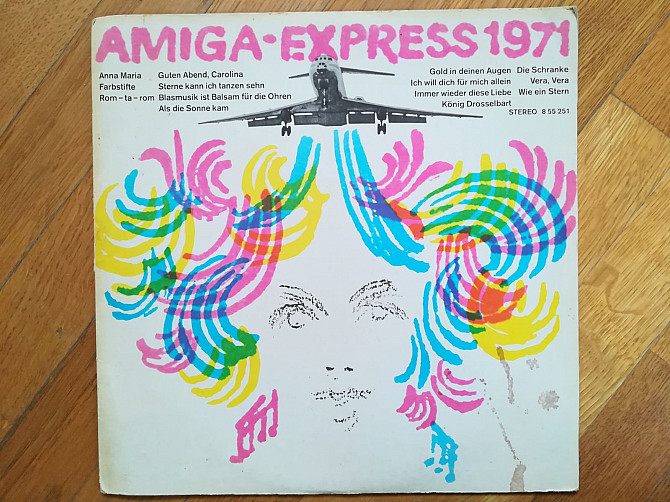 AMIGA-EXPRESS 1971
Anna Maria
Farbstifte
Rom – ta – rom
Guten Abend, Carolina
Sterne kann ich tanzen sehn
Blasmusik ist Balsam für die Ohren
Als die Sonne kam
Gold in deinen Augen
Ich will dich für mich allein
Immer wieder diese Liebe
König Drosselbart
Die Schranke
Vera, Vera
Wie ein Stern
STEREO 8 55 251